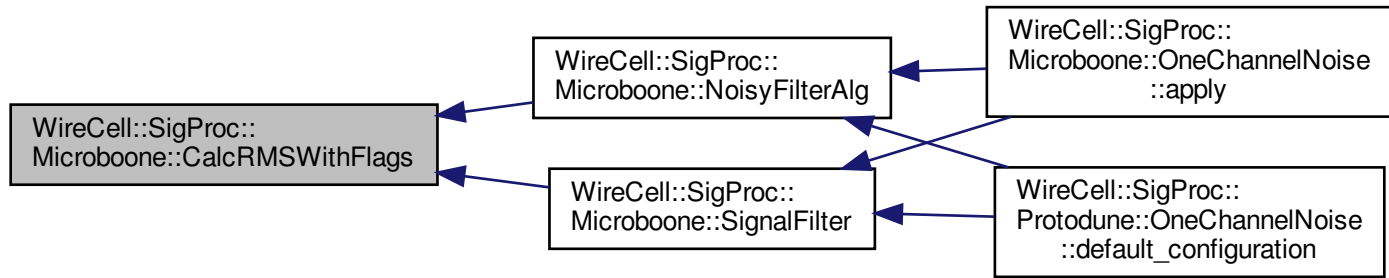 WireCell::SigProc::
Microboone::CalcRMSWithFlags
WireCell::SigProc::
Microboone::NoisyFilterAlg
WireCell::SigProc::
Microboone::SignalFilter
WireCell::SigProc::
Microboone::OneChannelNoise
::apply
WireCell::SigProc::
Protodune::OneChannelNoise
::default_configuration